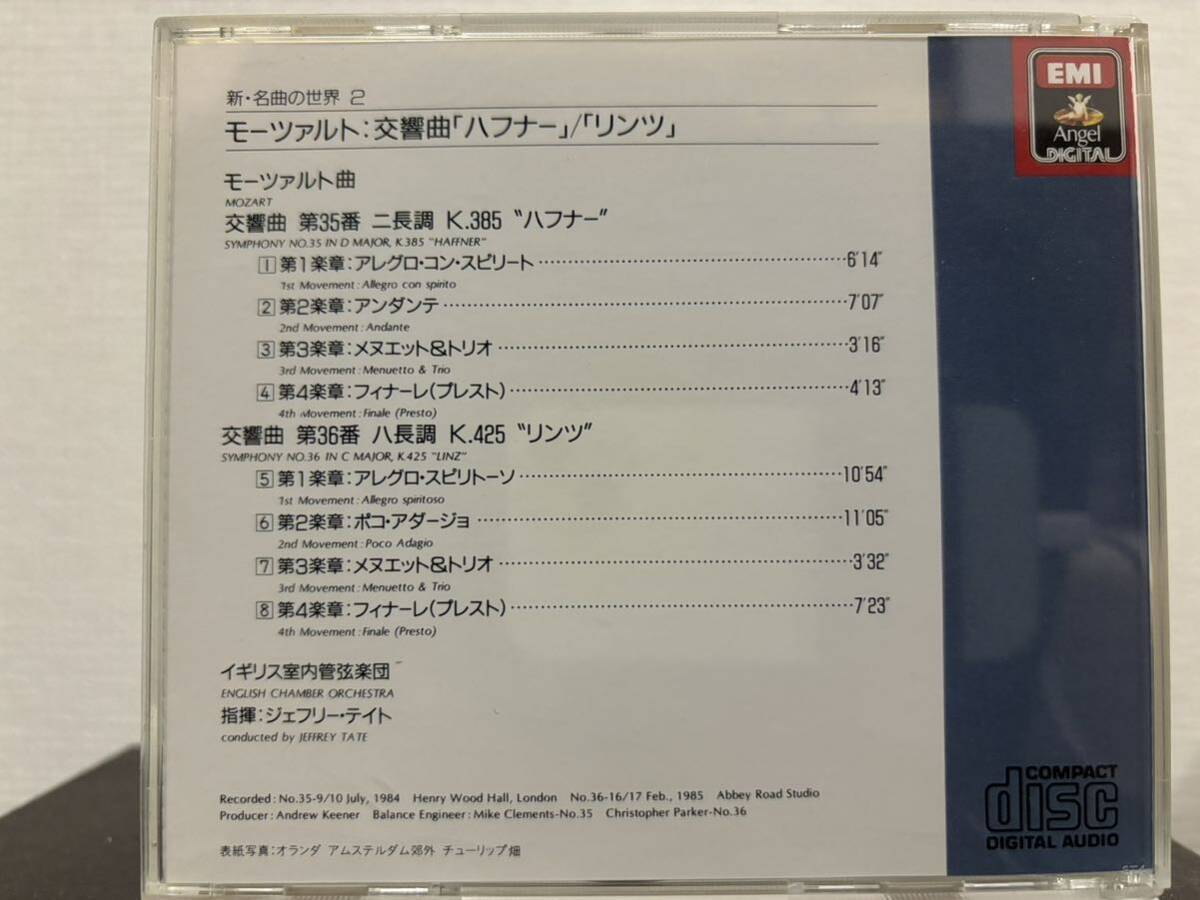 新・名曲の世界 2
モーツァルト:交響曲「ハフナー」/「リンツ」
EMI
Angel
DIGITAL
モーツァルト曲
MOZART
交響曲 第35番 ニ長調 K.385 “ハフナー”
SYMPHONY NO.35 IN D MAJOR, K.385 "HAFFNER"
1 第1楽章:アレグロ・コン・スピリート 6'14"
1st Movement: Allegro con spirito
2 第2楽章:アンダンテ 7'07"
2nd Movement: Andante
3 第3楽章:メヌエット&トリオ 3'16"
3rd Movement: Menuetto & Trio
4 第4楽章:フィナーレ(プレスト) 4'13"
4th Movement: Finale (Presto)
交響曲 第36番 ハ長調 K.425 “リンツ”
SYMPHONY NO.36 IN C MAJOR, K.425 "LINZ"
5 第1楽章:アレグロ・スピリトーソ 10'54"
1st Movement: Allegro spiritoso
6 第2楽章:ポコ・アダージョ 11'05"
2nd Movement: Poco Adagio
7 第3楽章:メヌエット&トリオ 3'32"
3rd Movement: Menuetto & Trio
8 第4楽章:フィナーレ(プレスト) 7'23"
4th Movement: Finale (Presto)
イギリス室内管弦楽団
ENGLISH CHAMBER ORCHESTRA
指揮:ジェフリー・テイト
conducted by JEFFREY TATE
Recorded: No.35-9/10 July, 1984 Henry Wood Hall, London No.36-16/17 Feb., 1985 Abbey Road Studio
Producer: Andrew Keener Balance Engineer: Mike Clements-No.35 Christopher Parker-No.36
表紙写真:オランダ アムステルダム郊外 チューリップ畑
COMPACT
disc
DIGITAL AUDIO